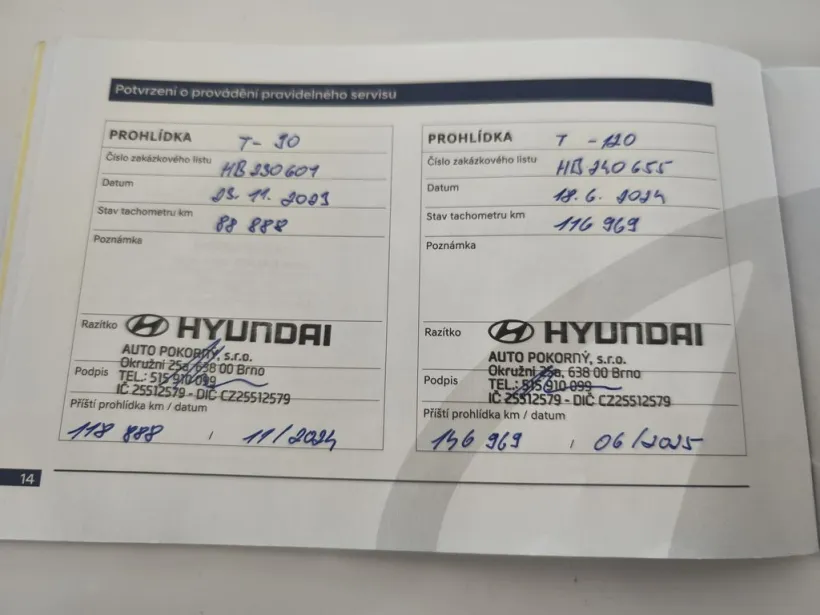 Potvrzení o provádění pravidelného servisu
PROHLÍDKA T- 90
Číslo zakázkového listu HB 230601
Datum 23. 11. 2023
Stav tachometru km 88 888
Poznámka
Razítko HYUNDAI
AUTO POKORNÝ, s.r.o.
Okružní 25a, 638 00 Brno
Podpis TEL.: 515 910 099
IČ 25512579 - DIČ CZ25512579
Příští prohlídka km / datum
118 888 / 11/2024
PROHLÍDKA T -120
Číslo zakázkového listu HB 240655
Datum 18. 6. 2024
Stav tachometru km 116 969
Poznámka
Razítko HYUNDAI
AUTO POKORNÝ, s.r.o.
Okružní 25a, 638 00 Brno
Podpis TEL.: 515 910 099
IČ 25512579 - DIČ CZ25512579
Příští prohlídka km / datum
146 969 / 06/2025
14